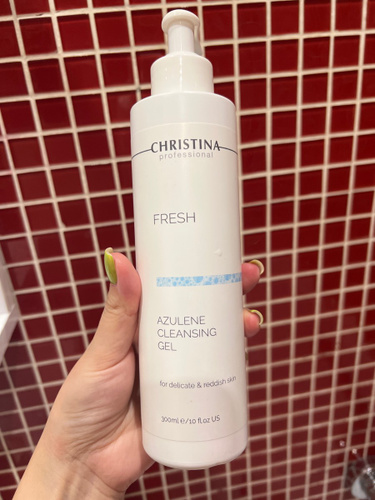 CHRISTINA
professional
FRESH
AZULENE
CLEANSING
GEL
for delicate & reddish skin
300ml e/10 fl.oz US